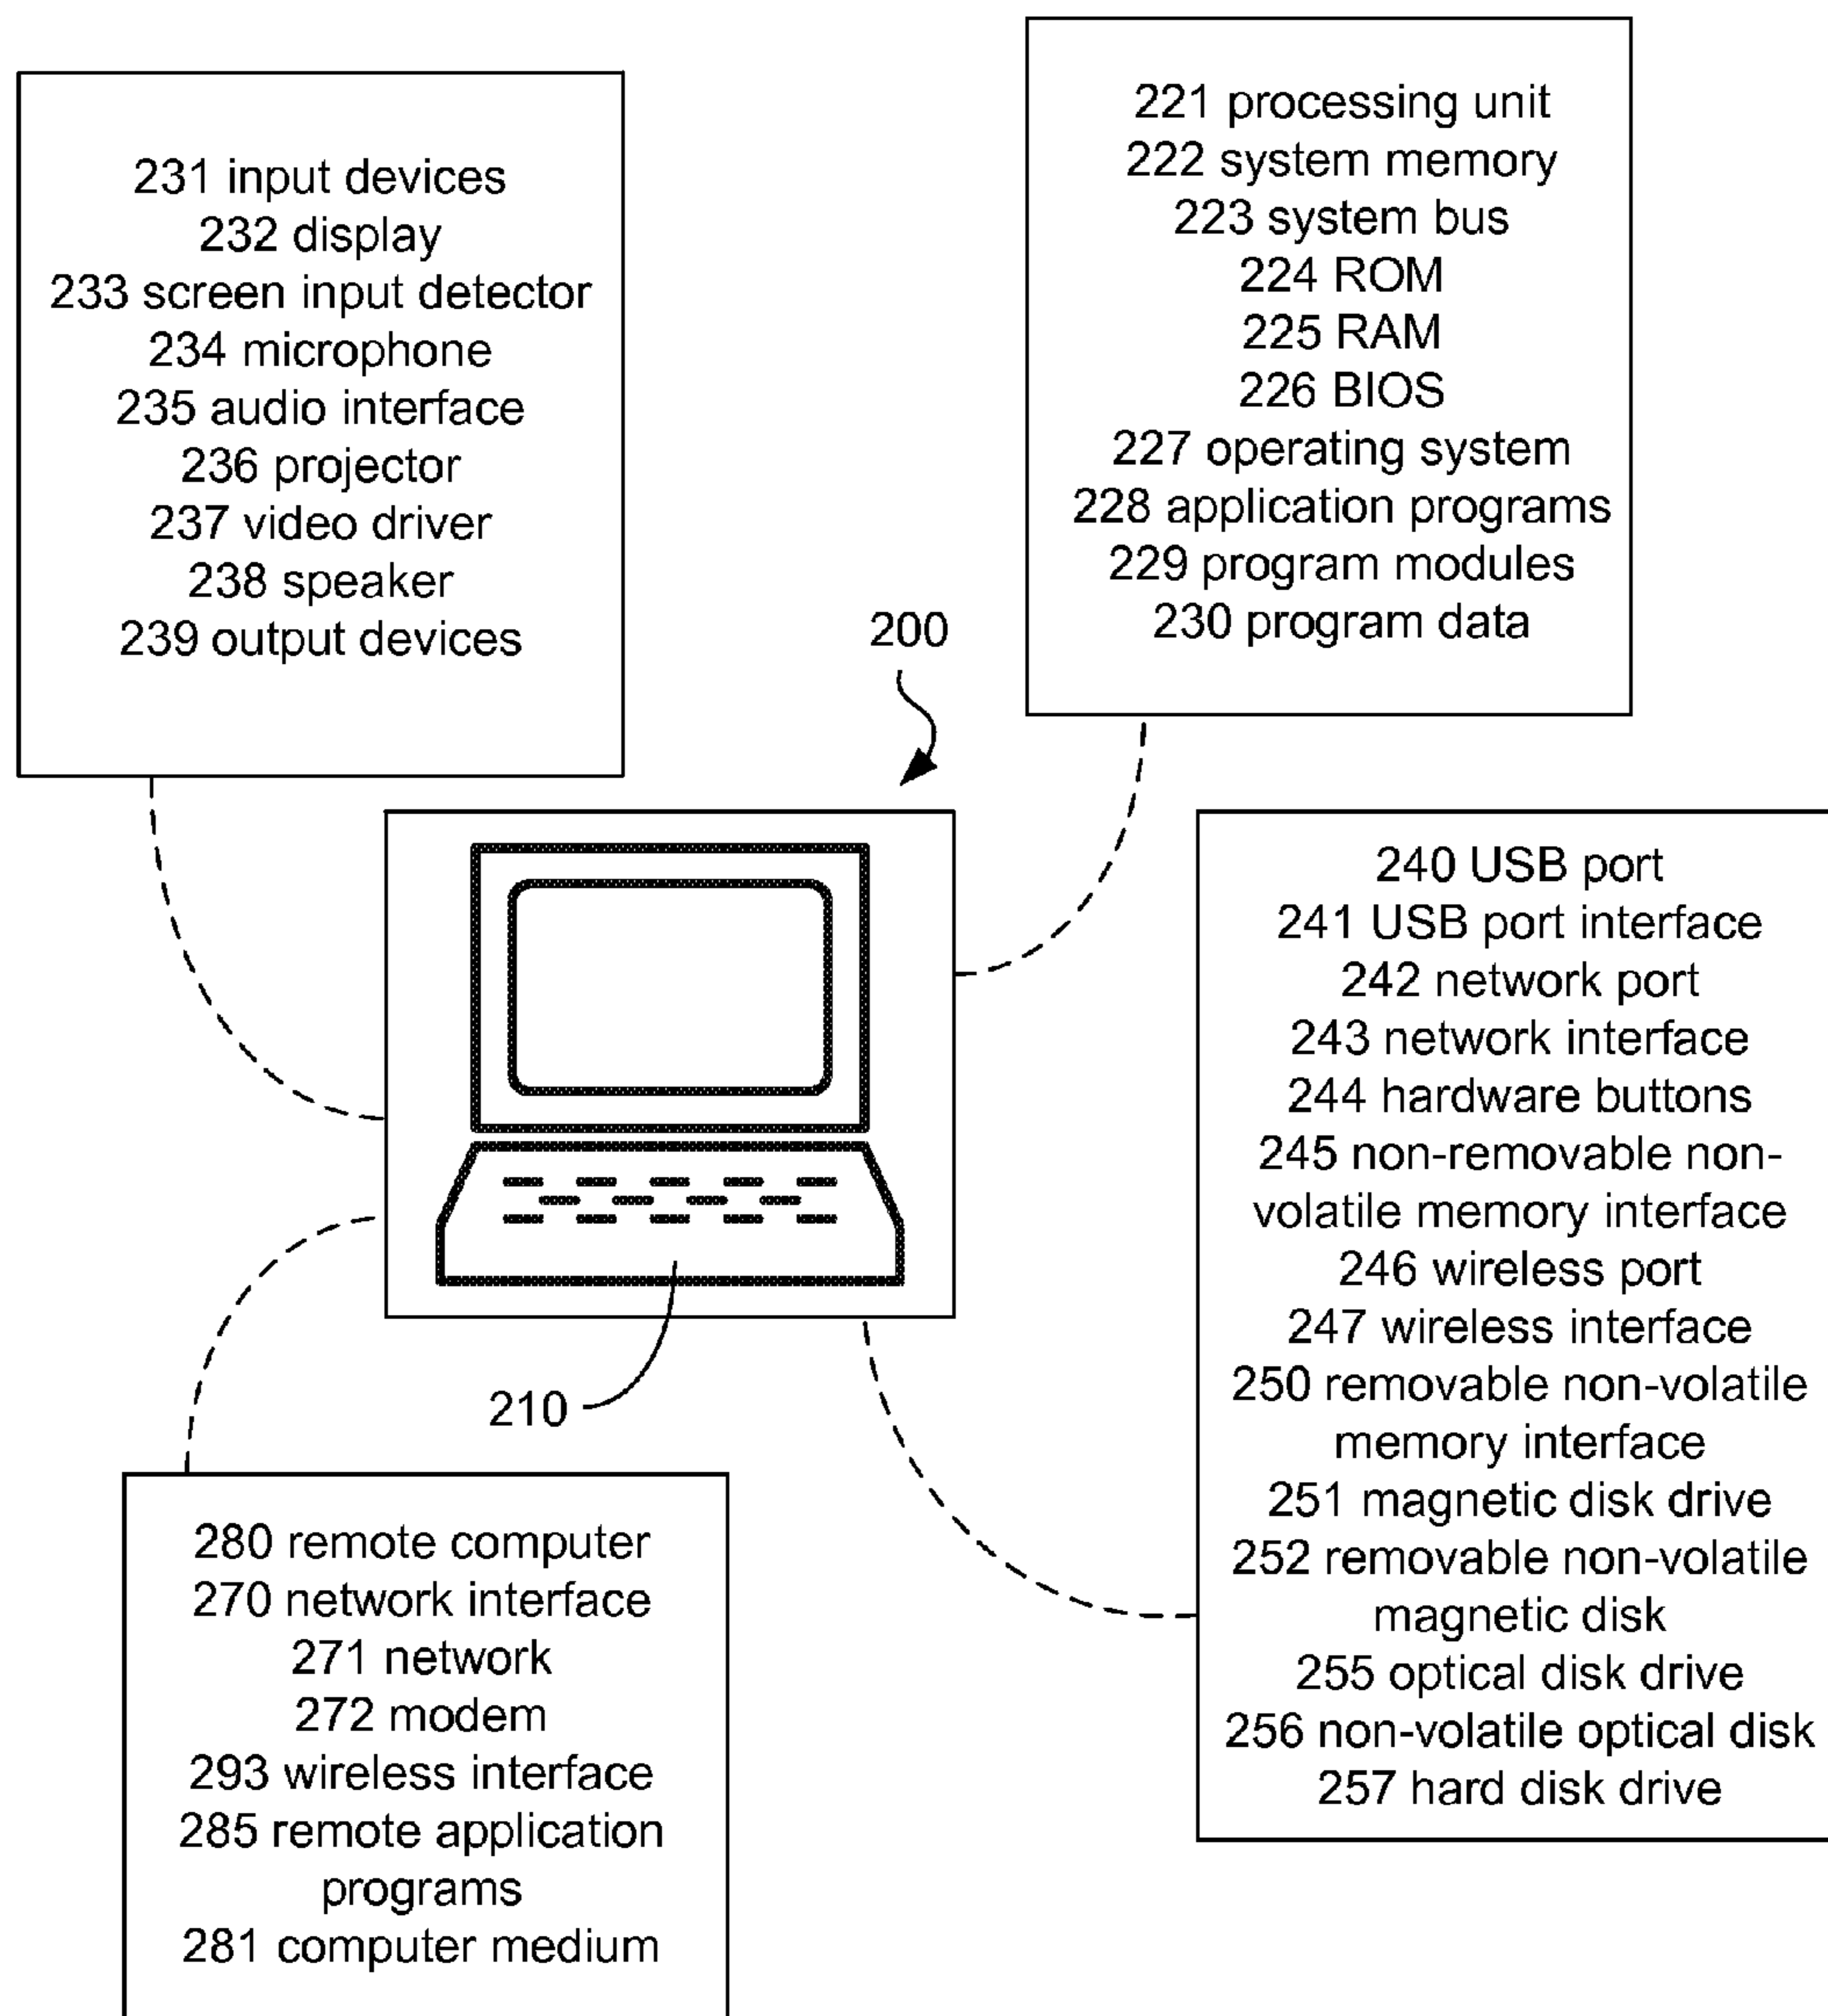 231 input devices
232 display
233 screen input detector
234 microphone
235 audio interface
236 projector
237 video driver
238 speaker
239 output devices
221 processing unit
222 system memory
223 system bus
224 ROM
225 RAM
226 BIOS
227 operating system
228 application programs
229 program modules
230 program data
200
210
240 USB port
241 USB port interface
242 network port
243 network interface
244 hardware buttons
245 non-removable non-
volatile memory interface
246 wireless port
247 wireless interface
250 removable non-volatile
memory interface
251 magnetic disk drive
252 removable non-volatile
magnetic disk
255 optical disk drive
256 non-volatile optical disk
257 hard disk drive
280 remote computer
270 network interface
271 network
272 modem
293 wireless interface
285 remote application
programs
281 computer medium